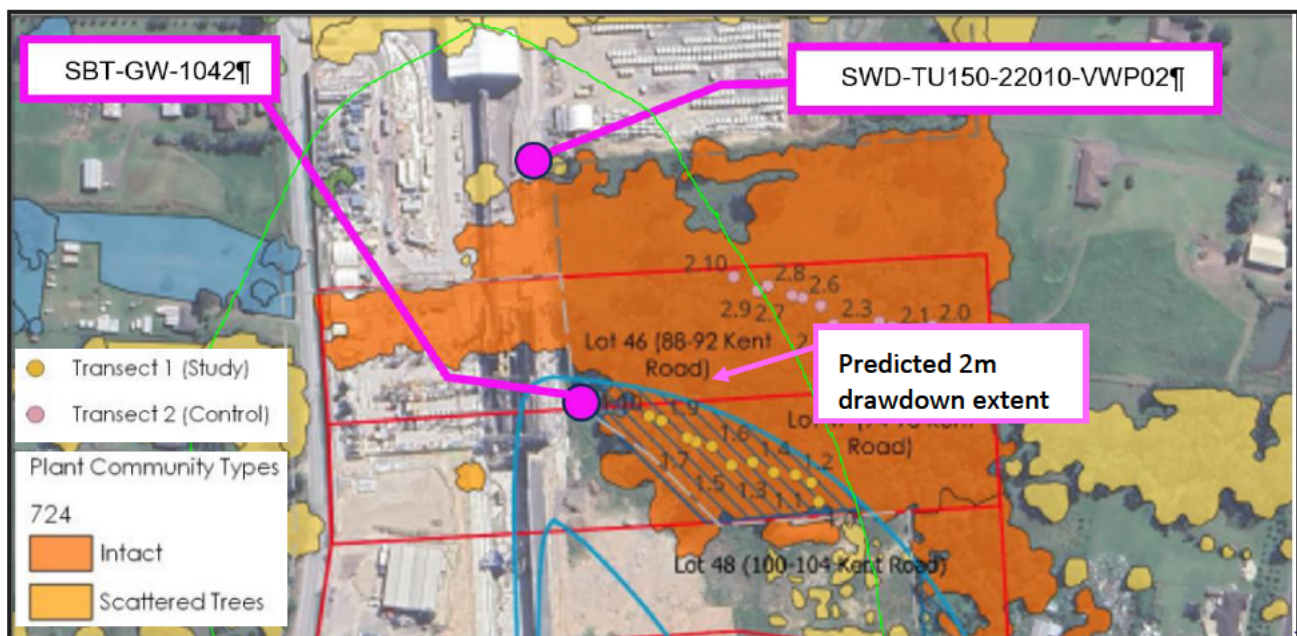 SBT-GW-1042¶
SWD-TU150-22010-VWP02¶
2.10
2.8
2.6
2.9
2.7
2.3
2.1
2.0
Lot 46 (88-92 Kent
Road)
Predicted 2m
drawdown extent
Road)
Transect 1 (Study)
Transect 2 (Control)
Plant Community Types
724
Intact
Scattered Trees
1.9
1.6
1.4
1.2
1.7
1.5
1.3
1.1
Lot 48 (100-104 Kent Road)